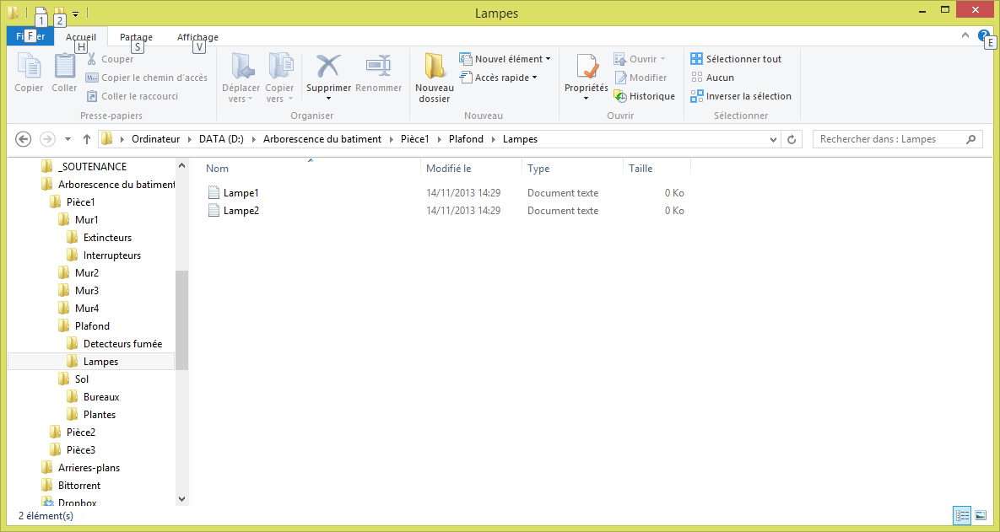 Lampes
1 2
Fi er F
Accueil H
Partage S
Affichage V
E
Copier
Coller
Couper
Copier le chemin d'accès
Coller le raccourci
Presse-papiers
Déplacer vers
Copier vers
Supprimer
Renommer
Organiser
Nouveau dossier
Nouvel élément
Accès rapide
Nouveau
Propriétés
Ouvrir
Modifier
Historique
Ouvrir
Sélectionner tout
Aucun
Inverser la sélection
Sélectionner
Ordinateur DATA (D:) Arborescence du batiment Pièce1 Plafond Lampes
Rechercher dans : Lampes
_SOUTENANCE
Arborescence du batiment
Pièce1
Mur1
Extincteurs
Interrupteurs
Mur2
Mur3
Mur4
Plafond
Detecteurs fumée
Lampes
Sol
Bureaux
Plantes
Pièce2
Pièce3
Arrieres-plans
Bittorrent
Dropbox
Nom Modifié le Type Taille
Lampe1 14/11/2013 14:29 Document texte 0 Ko
Lampe2 14/11/2013 14:29 Document texte 0 Ko
2 élément(s)